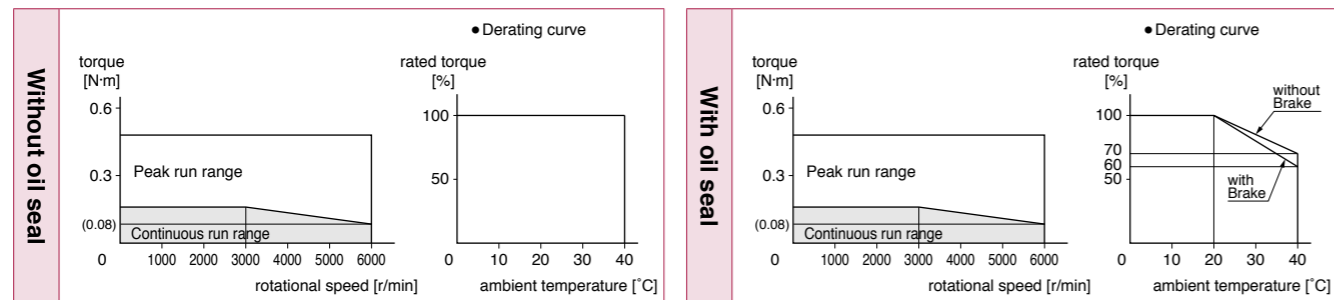 Without oil seal
torque
[N·m]
0.6
0.3
(0.08)
0
Peak run range
Continuous run range
1000 2000 3000 4000 5000 6000
rotational speed [r/min]
● Derating curve
rated torque
[%]
100
50
0 10 20 30 40
ambient temperature [˚C]
With oil seal
torque
[N·m]
0.6
0.3
(0.08)
0
Peak run range
Continuous run range
1000 2000 3000 4000 5000 6000
rotational speed [r/min]
● Derating curve
rated torque
[%]
without
Brake
100
70
60
50
with
Brake
0 10 20 30 40
ambient temperature [˚C]